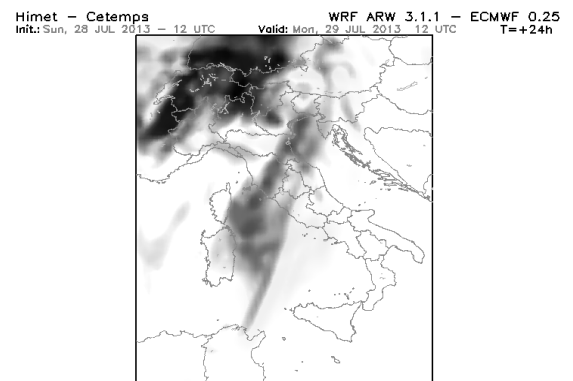 Himet – Cetemps WRF ARW 3.1.1 – ECMWF 0.25
Init.: Sun, 28 JUL 2013 – 12 UTC Valid: Mon, 29 JUL 2013 12 UTC T=+24h